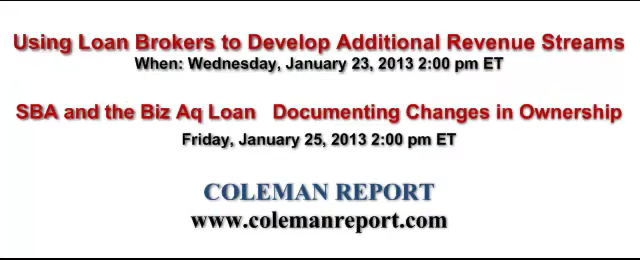 Using Loan Brokers to Develop Additional Revenue Streams
When: Wednesday, January 23, 2013 2:00 pm ET
SBA and the Biz Aq Loan Documenting Changes in Ownership
Friday, January 25, 2013 2:00 pm ET
COLEMAN REPORT
www.colemanreport.com